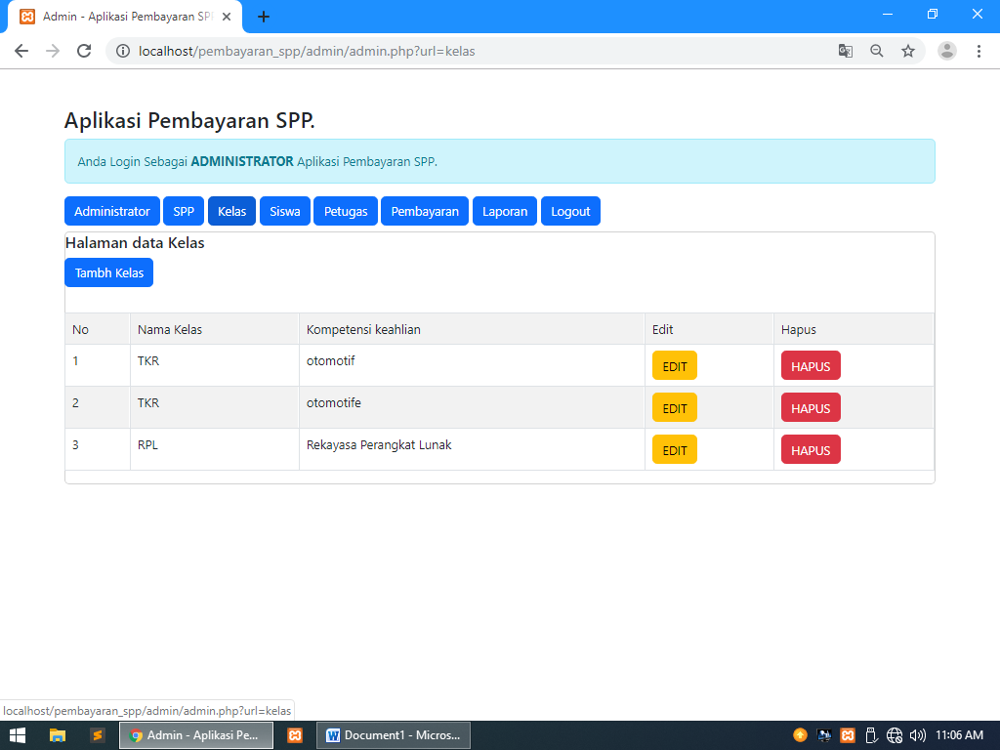 Admin - Aplikasi Pembayaran SP
localhost/pembayaran_spp/admin/admin.php?url=kelas
Aplikasi Pembayaran SPP.
Anda Login Sebagai ADMINISTRATOR Aplikasi Pembayaran SPP.
Administrator SPP Kelas Siswa Petugas Pembayaran Laporan Logout
Halaman data Kelas
Tambh Kelas
No Nama Kelas Kompetensi keahlian Edit Hapus
1 TKR otomotif EDIT HAPUS
2 TKR otomotife EDIT HAPUS
3 RPL Rekayasa Perangkat Lunak EDIT HAPUS
localhost/pembayaran_spp/admin/admin.php?url=kelas
Admin - Aplikasi Pe... Document1 - Micros... 11:06 AM